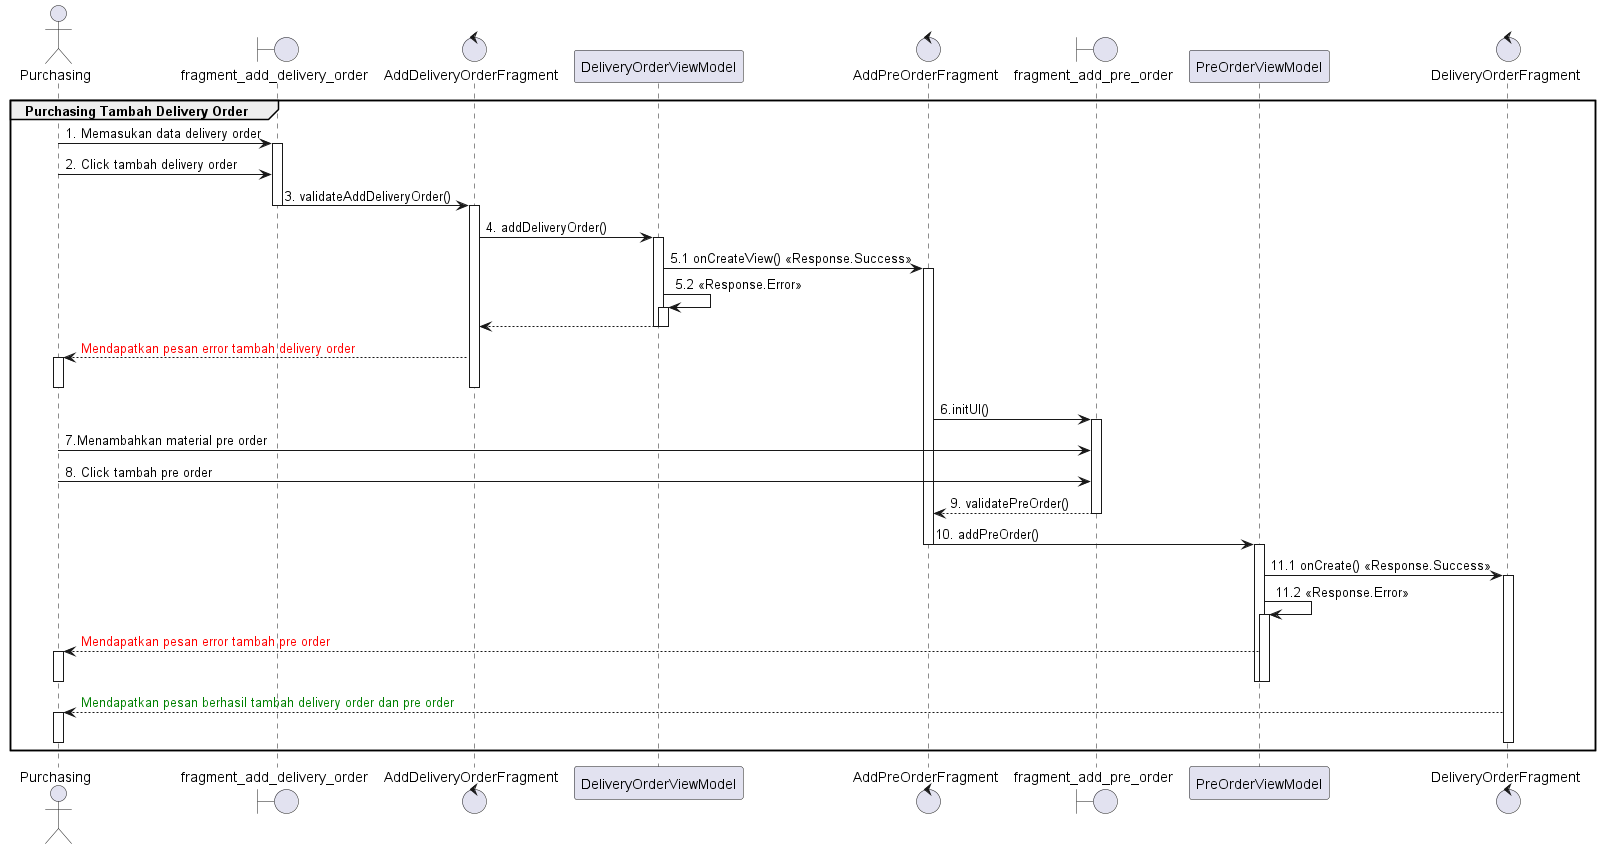 Purchasing
fragment_add_delivery_order
AddDeliveryOrderFragment
DeliveryOrderViewModel
AddPreOrderFragment
fragment_add_pre_order
PreOrderViewModel
DeliveryOrderFragment
Purchasing Tambah Delivery Order
1. Memasukan data delivery order
2. Click tambah delivery order
3. validateAddDeliveryOrder()
4. addDeliveryOrder()
5.1 onCreateView() «Response.Success»
5.2 «Response.Error»
Mendapatkan pesan error tambah delivery order
6.initUI()
7.Menambahkan material pre order
8. Click tambah pre order
9. validatePreOrder()
10. addPreOrder()
11.1 onCreate() «Response.Success»
11.2 «Response.Error»
Mendapatkan pesan error tambah pre order
Mendapatkan pesan berhasil tambah delivery order dan pre order
Purchasing
fragment_add_delivery_order
AddDeliveryOrderFragment
DeliveryOrderViewModel
AddPreOrderFragment
fragment_add_pre_order
PreOrderViewModel
DeliveryOrderFragment